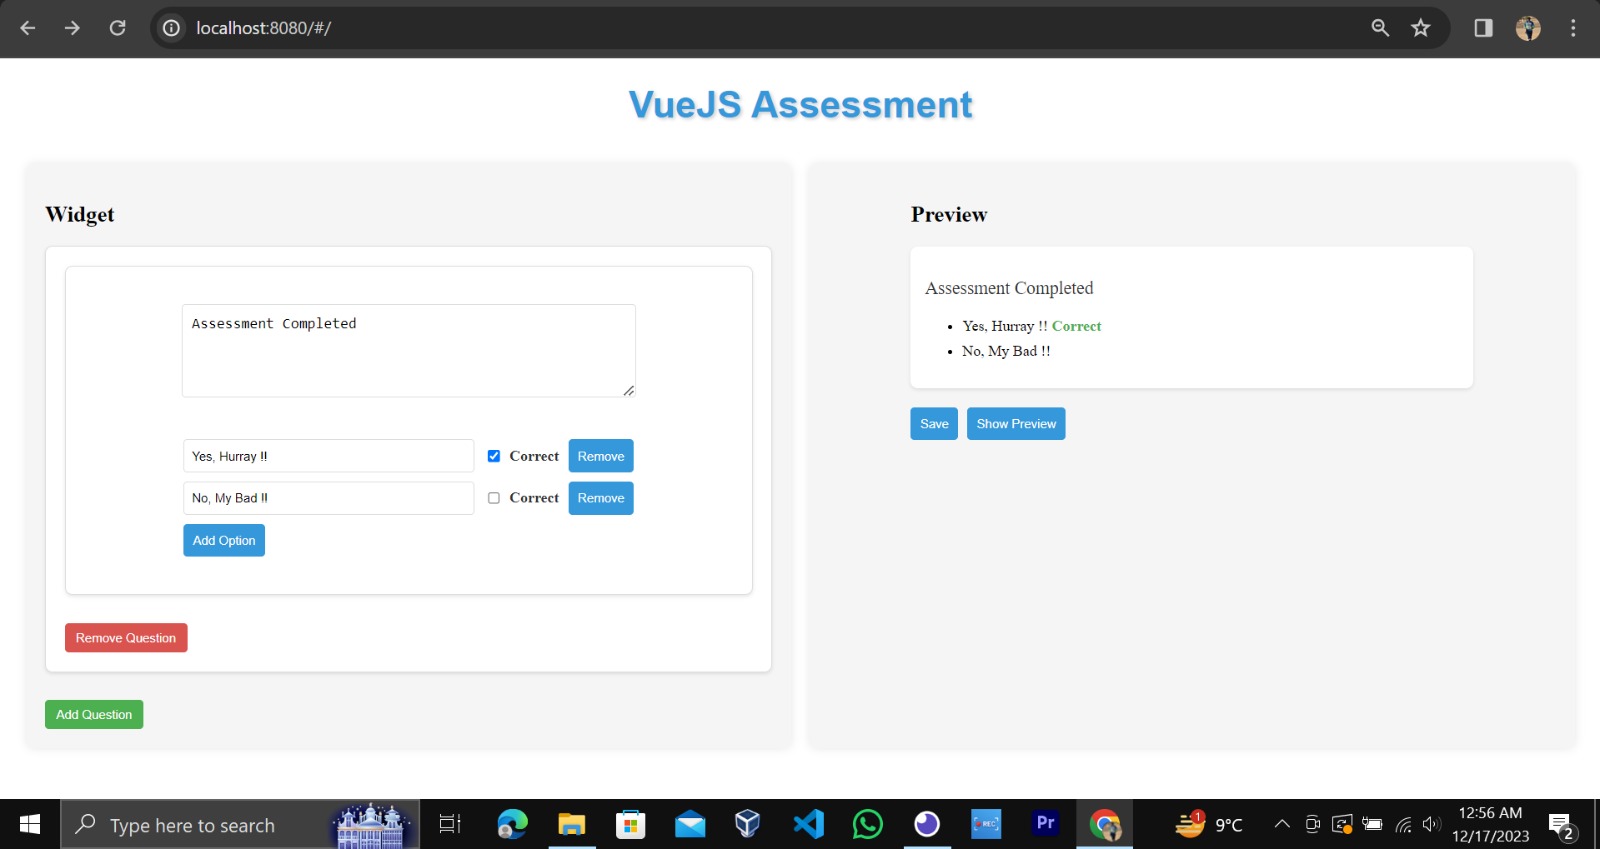 localhost:8080/#/
VueJS Assessment
Widget
Assessment Completed
Yes, Hurray !!
Correct
Remove
No, My Bad !!
Correct
Remove
Add Option
Remove Question
Add Question
Preview
Assessment Completed
Yes, Hurray !! Correct
No, My Bad !!
Save
Show Preview
Type here to search
REC
Pr
1
9°C
12:56 AM
12/17/2023
2